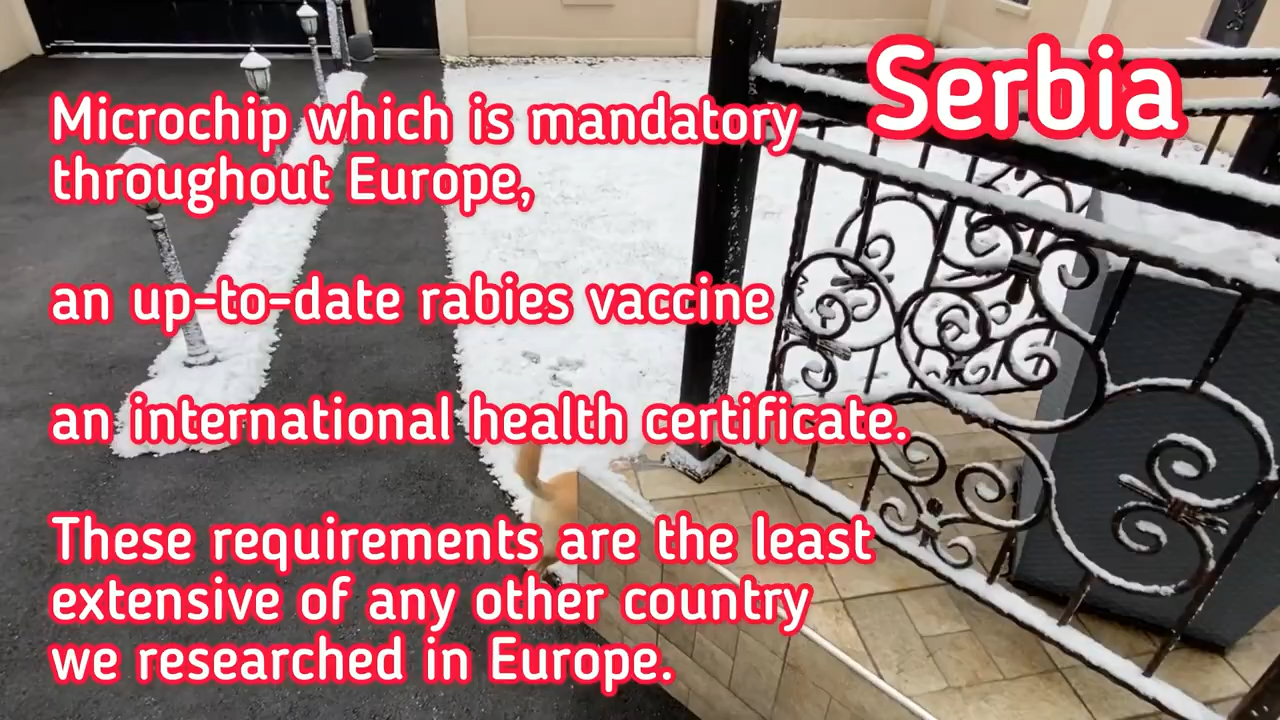 Serbia
Microchip which is mandatory
throughout Europe,
an up-to-date rabies vaccine
an international health certificate.
These requirements are the least
extensive of any other country
we researched in Europe.